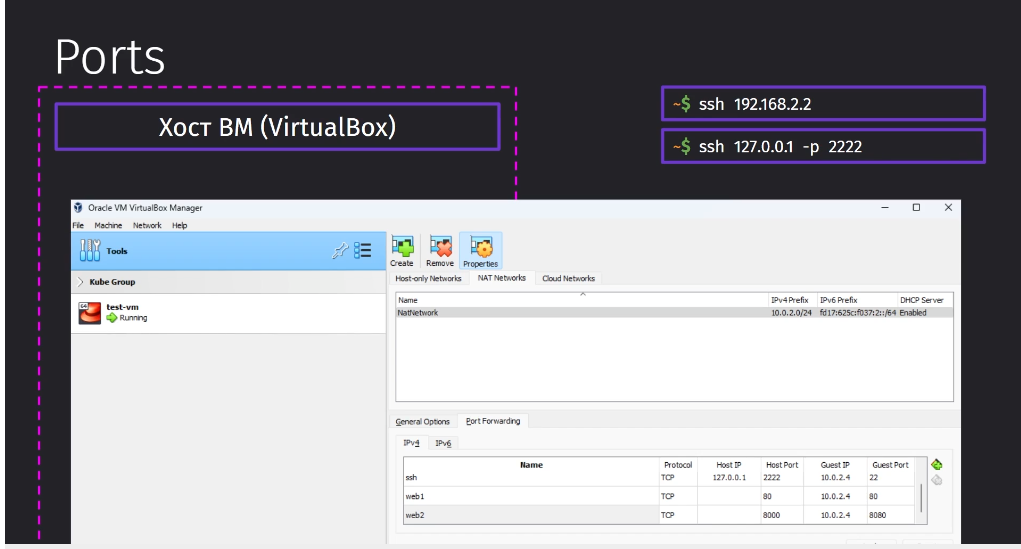 Ports
Хост ВМ (VirtualBox)
~$ ssh 192.168.2.2
~$ ssh 127.0.0.1 -p 2222
Oracle VM VirtualBox Manager
File Machine Network Help
Tools
Kube Group
64
test-vm
Running
Create Remove Properties
Host-only Networks NAT Networks Cloud Networks
Name IPv4 Prefix IPv6 Prefix DHCP Server
NatNetwork 10.0.2.0/24 fd17:625c:f037:2::/64 Enabled
General Options Port Forwarding
IPv4 IPv6
Name Protocol Host IP Host Port Guest IP Guest Port
ssh TCP 127.0.0.1 2222 10.0.2.4 22
web1 TCP 80 10.0.2.4 80
web2 TCP 8000 10.0.2.4 8080